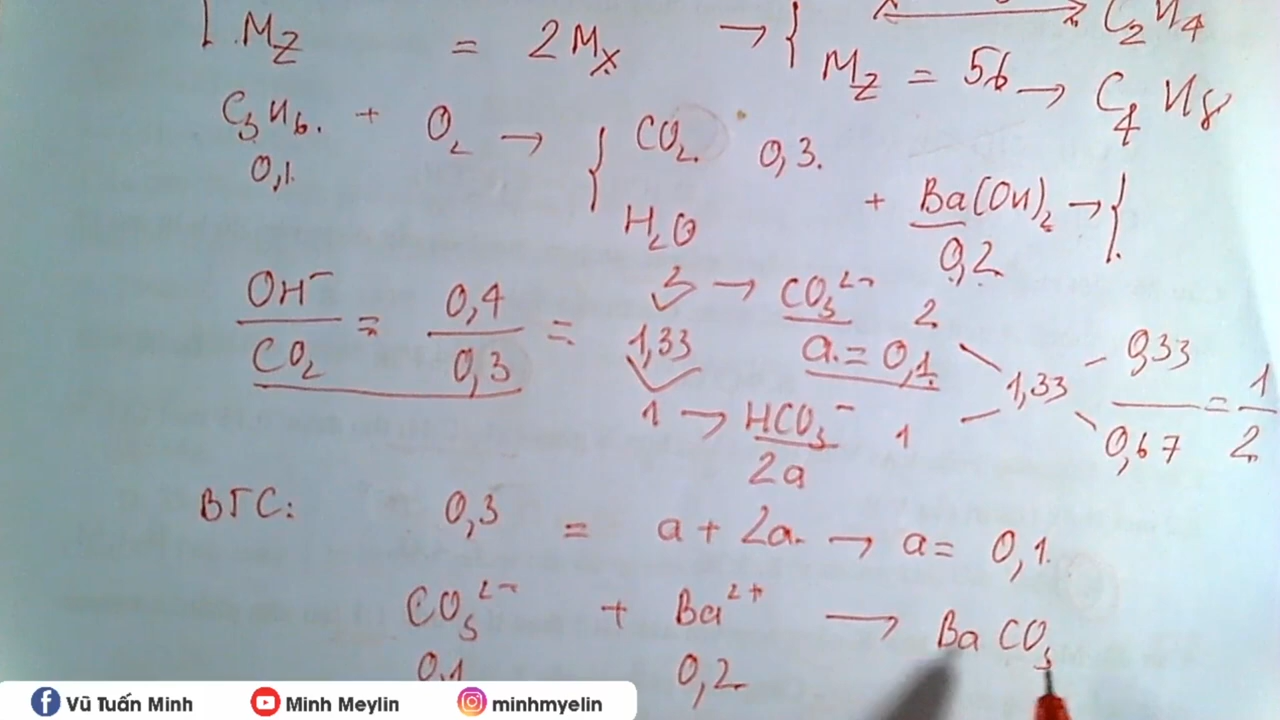 M_Z = 2M_X → { C₂H₄
M_Z = 56 → C₄H₈
C₃H₆ + O₂ → { CO₂ 0,3.
0,1
H₂O + Ba(OH)₂ → {
0,2
OH⁻ / CO₂ = 0,4 / 0,3 = 1,33
2 → CO₃²⁻ 2
a = 0,1
1,33 0,33 / 0,67 = 1 / 2
1 → HCO₃⁻ 1
2a
BTC: 0,3 = a + 2a → a = 0,1
CO₃²⁻ + Ba²⁺ → BaCO₃
0,1 0,2
Vũ Tuấn Minh Minh Meylin minhmyelin